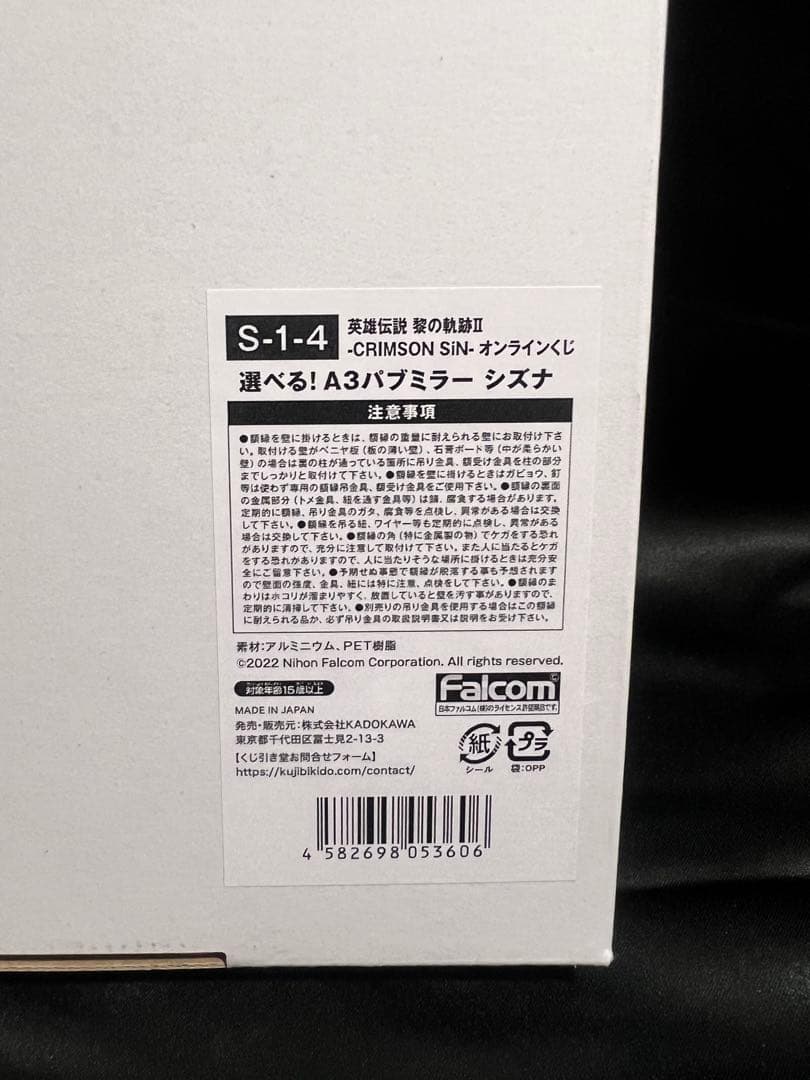 S-1-4
英雄伝説 黎の軌跡Ⅱ
-CRIMSON SiN- オンラインくじ
選べる！A3パブミラー シズナ
注意事項
●額縁を壁に掛けるときは、額縁の重量に耐えられる壁にお取付け下さ
い。取付ける壁がベニヤ板（板の薄い壁）、石膏ボード等（中が柔らかい
壁）の場合は裏の柱が通っている箇所に吊り金具、額受け金具を柱の部分
までしっかりと取付けて下さい。●額縁を壁に掛けるときはガビョウ、釘
等は使わず専用の額縁吊金具、額受け金具をご使用下さい。●額縁の裏面
の金属部分（トメ金具、紐を通す金具等）は錆、腐食する場合があります。
定期的に額縁、吊り金具のガタ、腐食等を点検し、異常がある場合は交換
して下さい。●額縁を吊る紐、ワイヤー等も定期的に点検し、異常がある
場合は交換して下さい。●額縁の角（特に金属製の物）でケガをする恐れ
がありますので、充分に注意して取付けて下さい。また人に当たるとケガ
をする恐れがありますので、人に当たりそうな場所に掛けるときは充分安
全にご留意下さい。●予期せぬ事態で額縁が脱落する事も予想されます
ので壁面の強度、金具、紐には特に注意、点検をして下さい。●額縁のま
わりはホコリが溜まりやすく、放置していると壁を汚す事がありますので、
定期的に清掃して下さい。●別売りの吊り金具を使用する場合はこの額縁
に耐えられる品か、必ず吊り金具の取扱説明書又は説明をお受け下さい。
素材：アルミニウム、PET樹脂
©2022 Nihon Falcom Corporation. All rights reserved.
対象年齢15歳以上
Falcom©
日本ファルコム（株）のライセンス許諾商品です。
MADE IN JAPAN
発売・販売元：株式会社KADOKAWA
東京都千代田区富士見2-13-3
【くじ引き堂お問合せフォーム】
https://kujibikido.com/contact/
紙
シール
プラ
袋：OPP
4 582698 053606